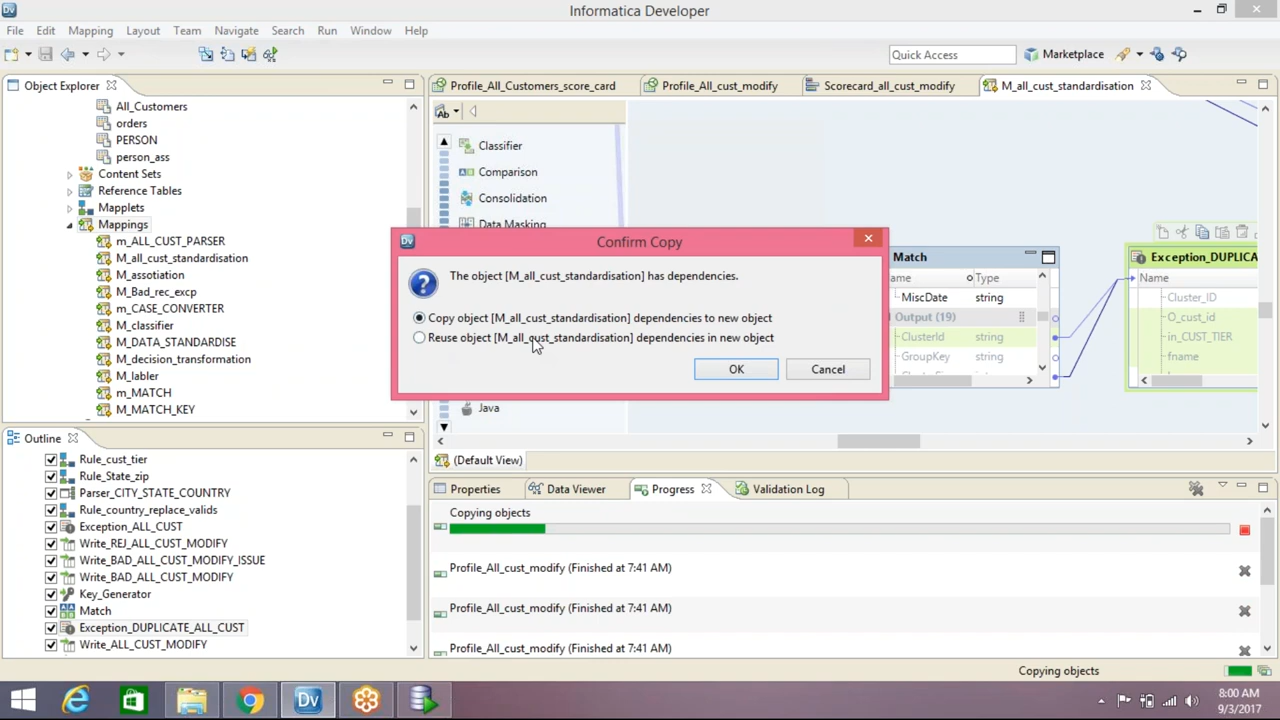 Dv
Informatica Developer
File Edit Mapping Layout Team Navigate Search Run Window Help
Quick Access
Marketplace
Object Explorer
All_Customers
orders
PERSON
person_ass
Content Sets
Reference Tables
Mapplets
Mappings
m_ALL_CUST_PARSER
M_all_cust_standardisation
M_assotiation
M_Bad_rec_excp
m_CASE_CONVERTER
M_classifier
M_DATA_STANDARDISE
M_decision_transformation
M_labler
m_MATCH
M_MATCH_KEY
Outline
Rule_cust_tier
Rule_State_zip
Parser_CITY_STATE_COUNTRY
Rule_country_replace_valids
Exception_ALL_CUST
Write_REJ_ALL_CUST_MODIFY
Write_BAD_ALL_CUST_MODIFY_ISSUE
Write_BAD_ALL_CUST_MODIFY
Key_Generator
Match
Exception_DUPLICATE_ALL_CUST
Write_ALL_CUST_MODIFY
Profile_All_Customers_score_card
Profile_All_cust_modify
Scorecard_all_cust_modify
M_all_cust_standardisation
Ab
Classifier
Comparison
Consolidation
Data Masking
Java
Dv
Confirm Copy
The object [M_all_cust_standardisation] has dependencies.
Copy object [M_all_cust_standardisation] dependencies to new object
Reuse object [M_all_cust_standardisation] dependencies in new object
OK
Cancel
Match
ame Type
MiscDate string
Output (19)
ClusterId string
GroupKey string
Exception_DUPLICA
Name
Cluster_ID
O_cust_id
in_CUST_TIER
fname
(Default View)
Properties
Data Viewer
Progress
Validation Log
Copying objects
Profile_All_cust_modify (Finished at 7:41 AM)
Profile_All_cust_modify (Finished at 7:41 AM)
Profile_All_cust_modify (Finished at 7:41 AM)
Copying objects
Dv
8:00 AM
9/3/2017